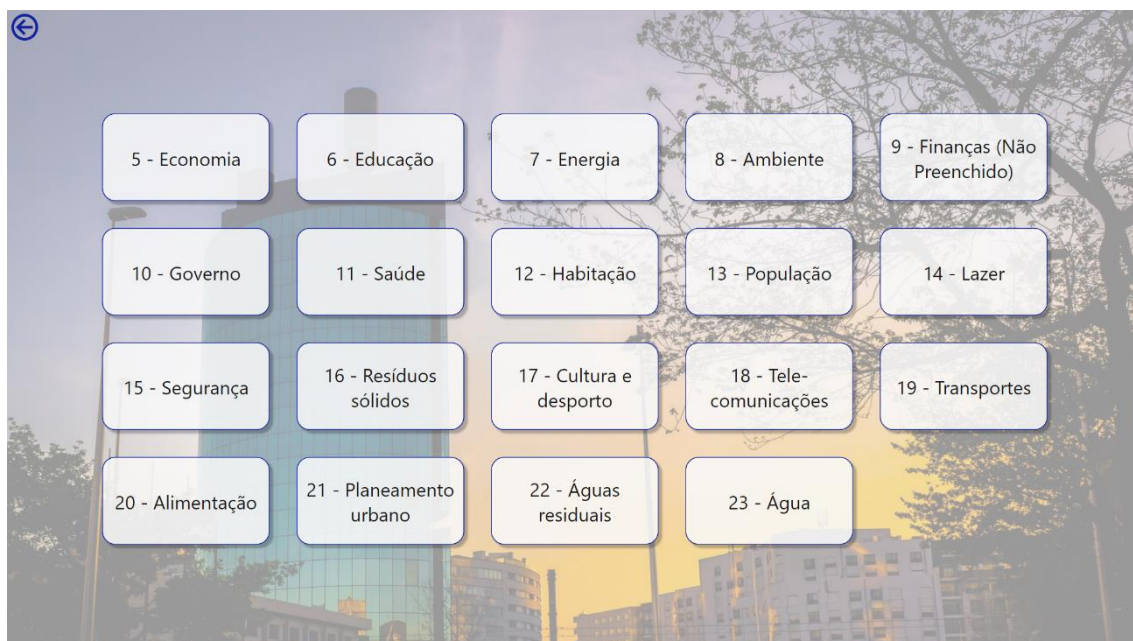 5 - Economia
6 - Educação
7 - Energia
8 - Ambiente
9 - Finanças (Não
Preenchido)
10 - Governo
11 - Saúde
12 - Habitação
13 - População
14 - Lazer
15 - Segurança
16 - Resíduos
sólidos
17 - Cultura e
desporto
18 - Tele-
comunicações
19 - Transportes
20 - Alimentação
21 - Planeamento
urbano
22 - Águas
residuais
23 - Água